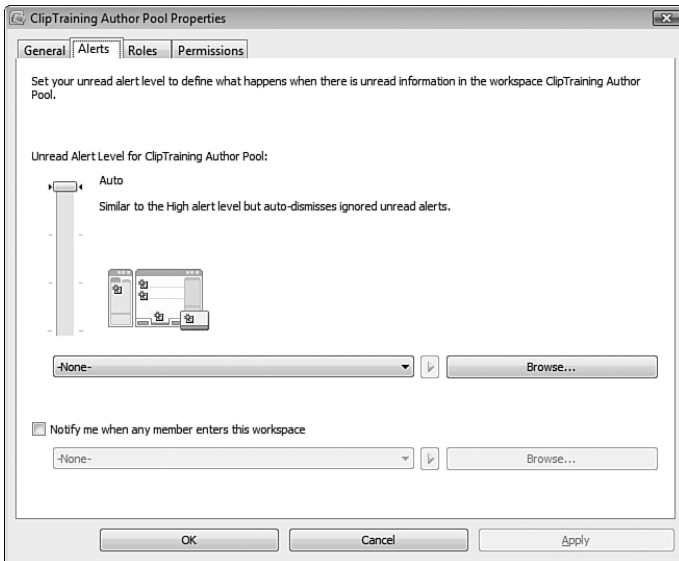 ClipTraining Author Pool Properties
General Alerts Roles Permissions
Set your unread alert level to define what happens when there is unread information in the workspace ClipTraining Author
Pool.
Unread Alert Level for ClipTraining Author Pool:
Auto
Similar to the High alert level but auto-dismisses ignored unread alerts.
-None- Browse...
Notify me when any member enters this workspace
-None- Browse...
OK Cancel Apply